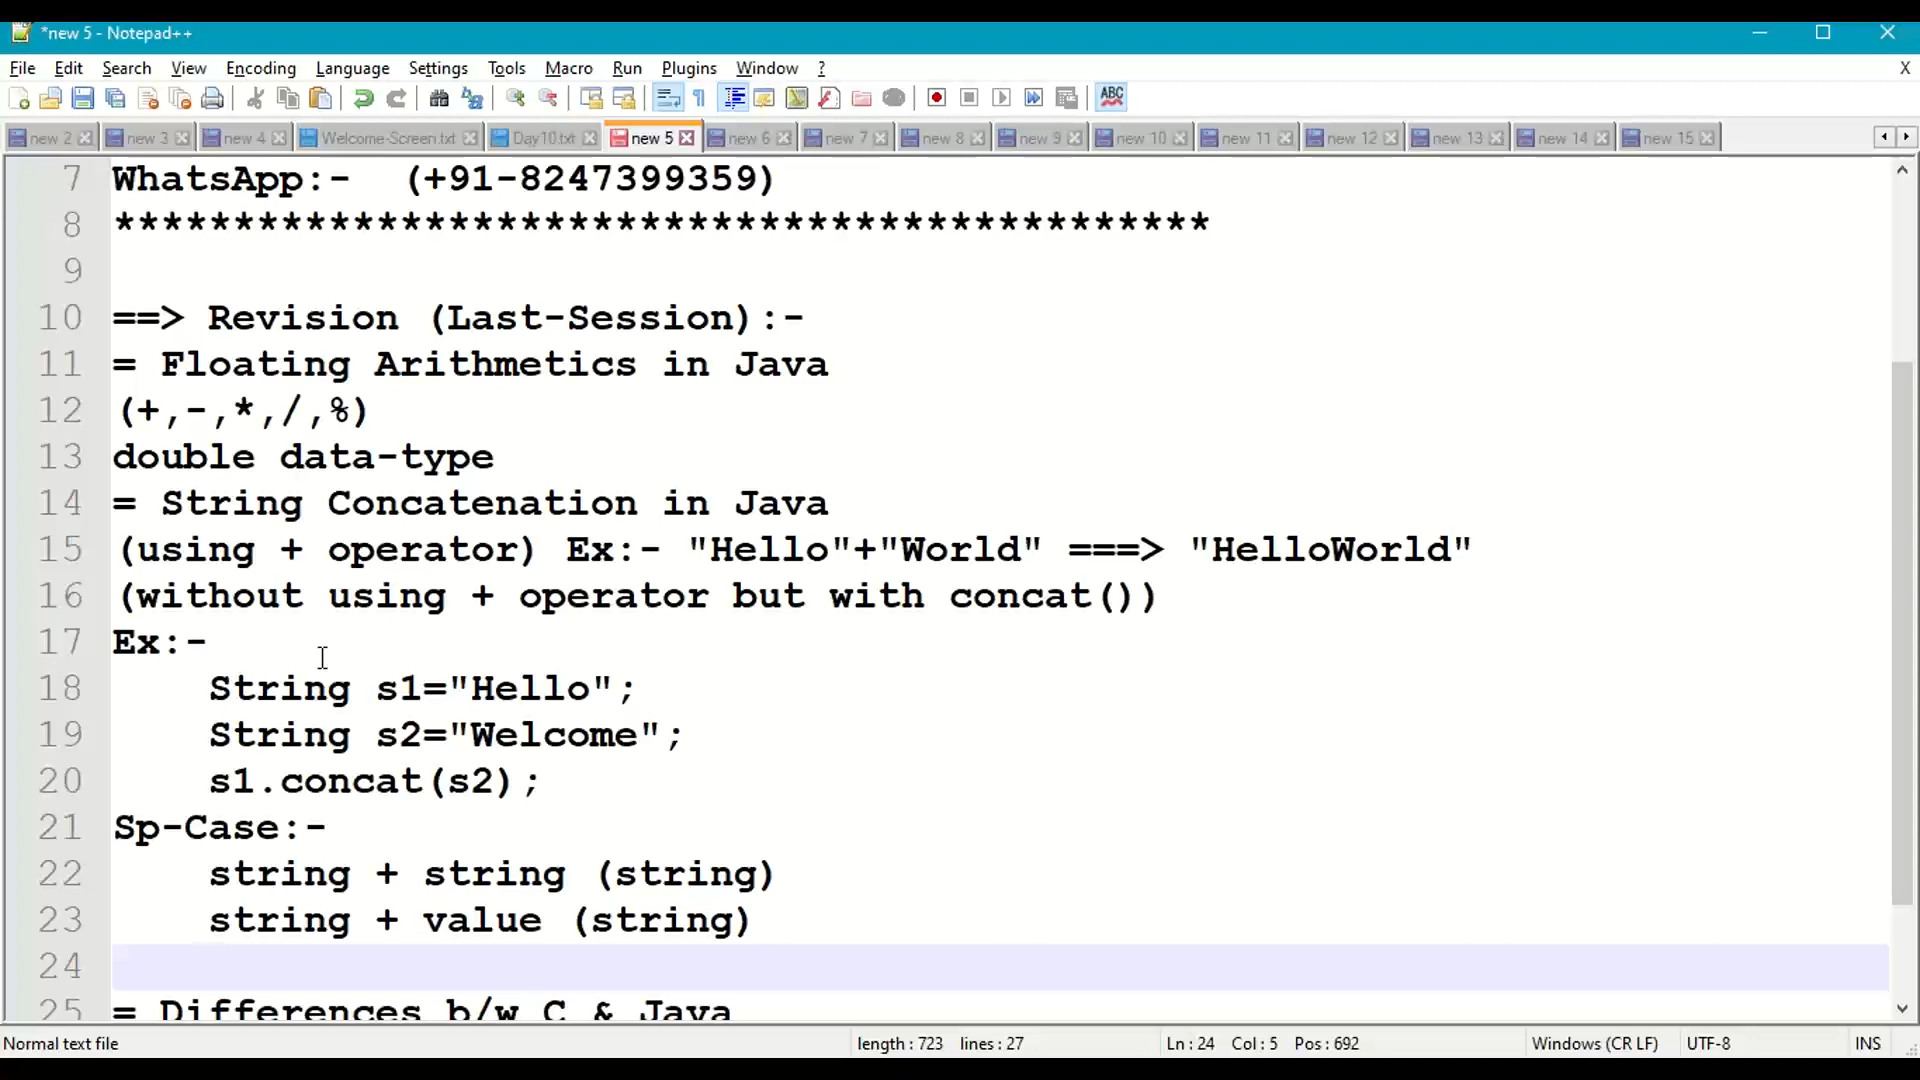 *new 5 - Notepad++
File Edit Search View Encoding Language Settings Tools Macro Run Plugins Window ? X
ABC
new 2 new 3 new 4 Welcome-Screen.txt Day10.txt new 5 new 6 new 7 new 8 new 9 new 10 new 11 new 12 new 13 new 14 new 15
7 WhatsApp:-  (+91-8247399359)
8 **********************************************
9
10 ==> Revision (Last-Session):-
11 = Floating Arithmetics in Java
12 (+,-,*,/,%)
13 double data-type
14 = String Concatenation in Java
15 (using + operator) Ex:- "Hello"+"World" ===> "HelloWorld"
16 (without using + operator but with concat())
17 Ex:-
18     String s1="Hello";
19     String s2="Welcome";
20     s1.concat(s2);
21 Sp-Case:-
22     string + string (string)
23     string + value (string)
24
25 = Differences b/w C & Java
Normal text file length : 723 lines : 27 Ln : 24 Col : 5 Pos : 692 Windows (CR LF) UTF-8 INS